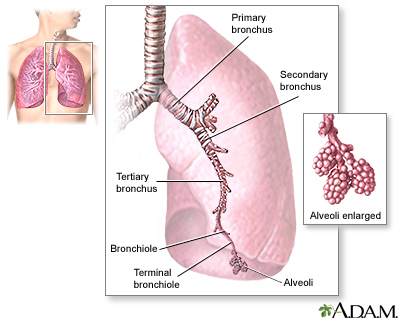 Primary
bronchus
Secondary
bronchus
Tertiary
bronchus
Bronchiole
Terminal
bronchiole
Alveoli
Alveoli enlarged
A.D.A.M.